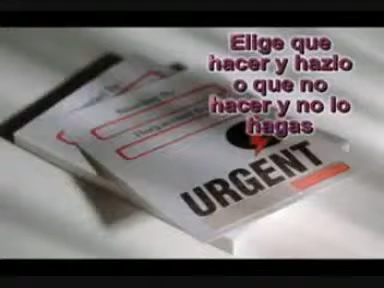 Elige que
hacer y hazlo
o que no
hacer y no lo
hagas
URGENT